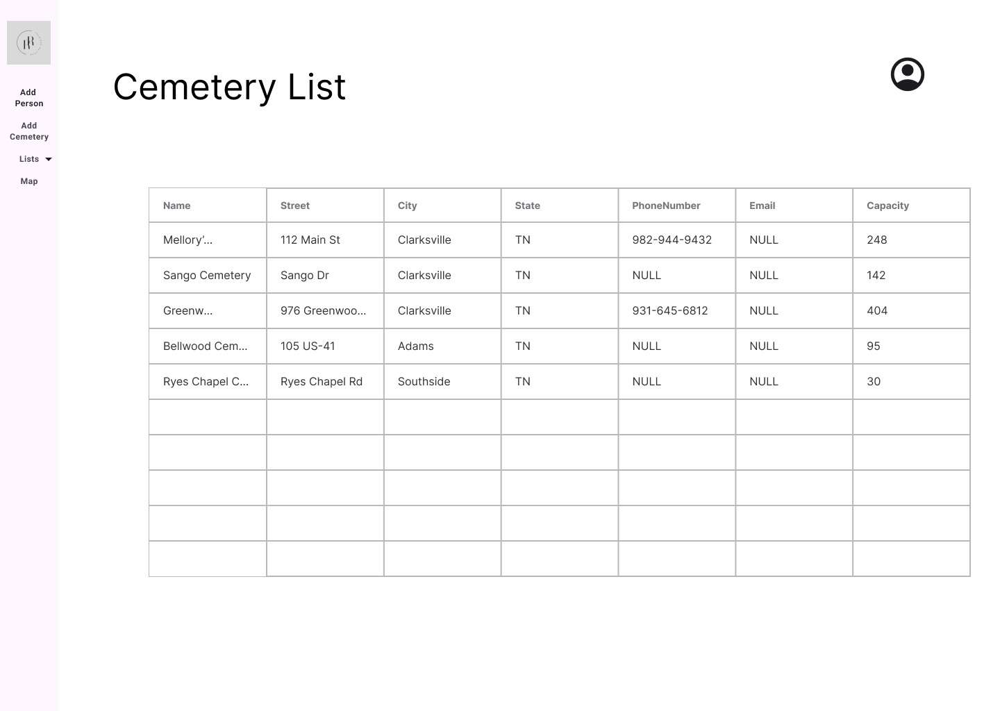 Add
Person
Add
Cemetery
Lists
Map
Cemetery List
Name Street City State PhoneNumber Email Capacity
Mellory’... 112 Main St Clarksville TN 982-944-9432 NULL 248
Sango Cemetery Sango Dr Clarksville TN NULL NULL 142
Greenw... 976 Greenwoo... Clarksville TN 931-645-6812 NULL 404
Bellwood Cem... 105 US-41 Adams TN NULL NULL 95
Ryes Chapel C... Ryes Chapel Rd Southside TN NULL NULL 30